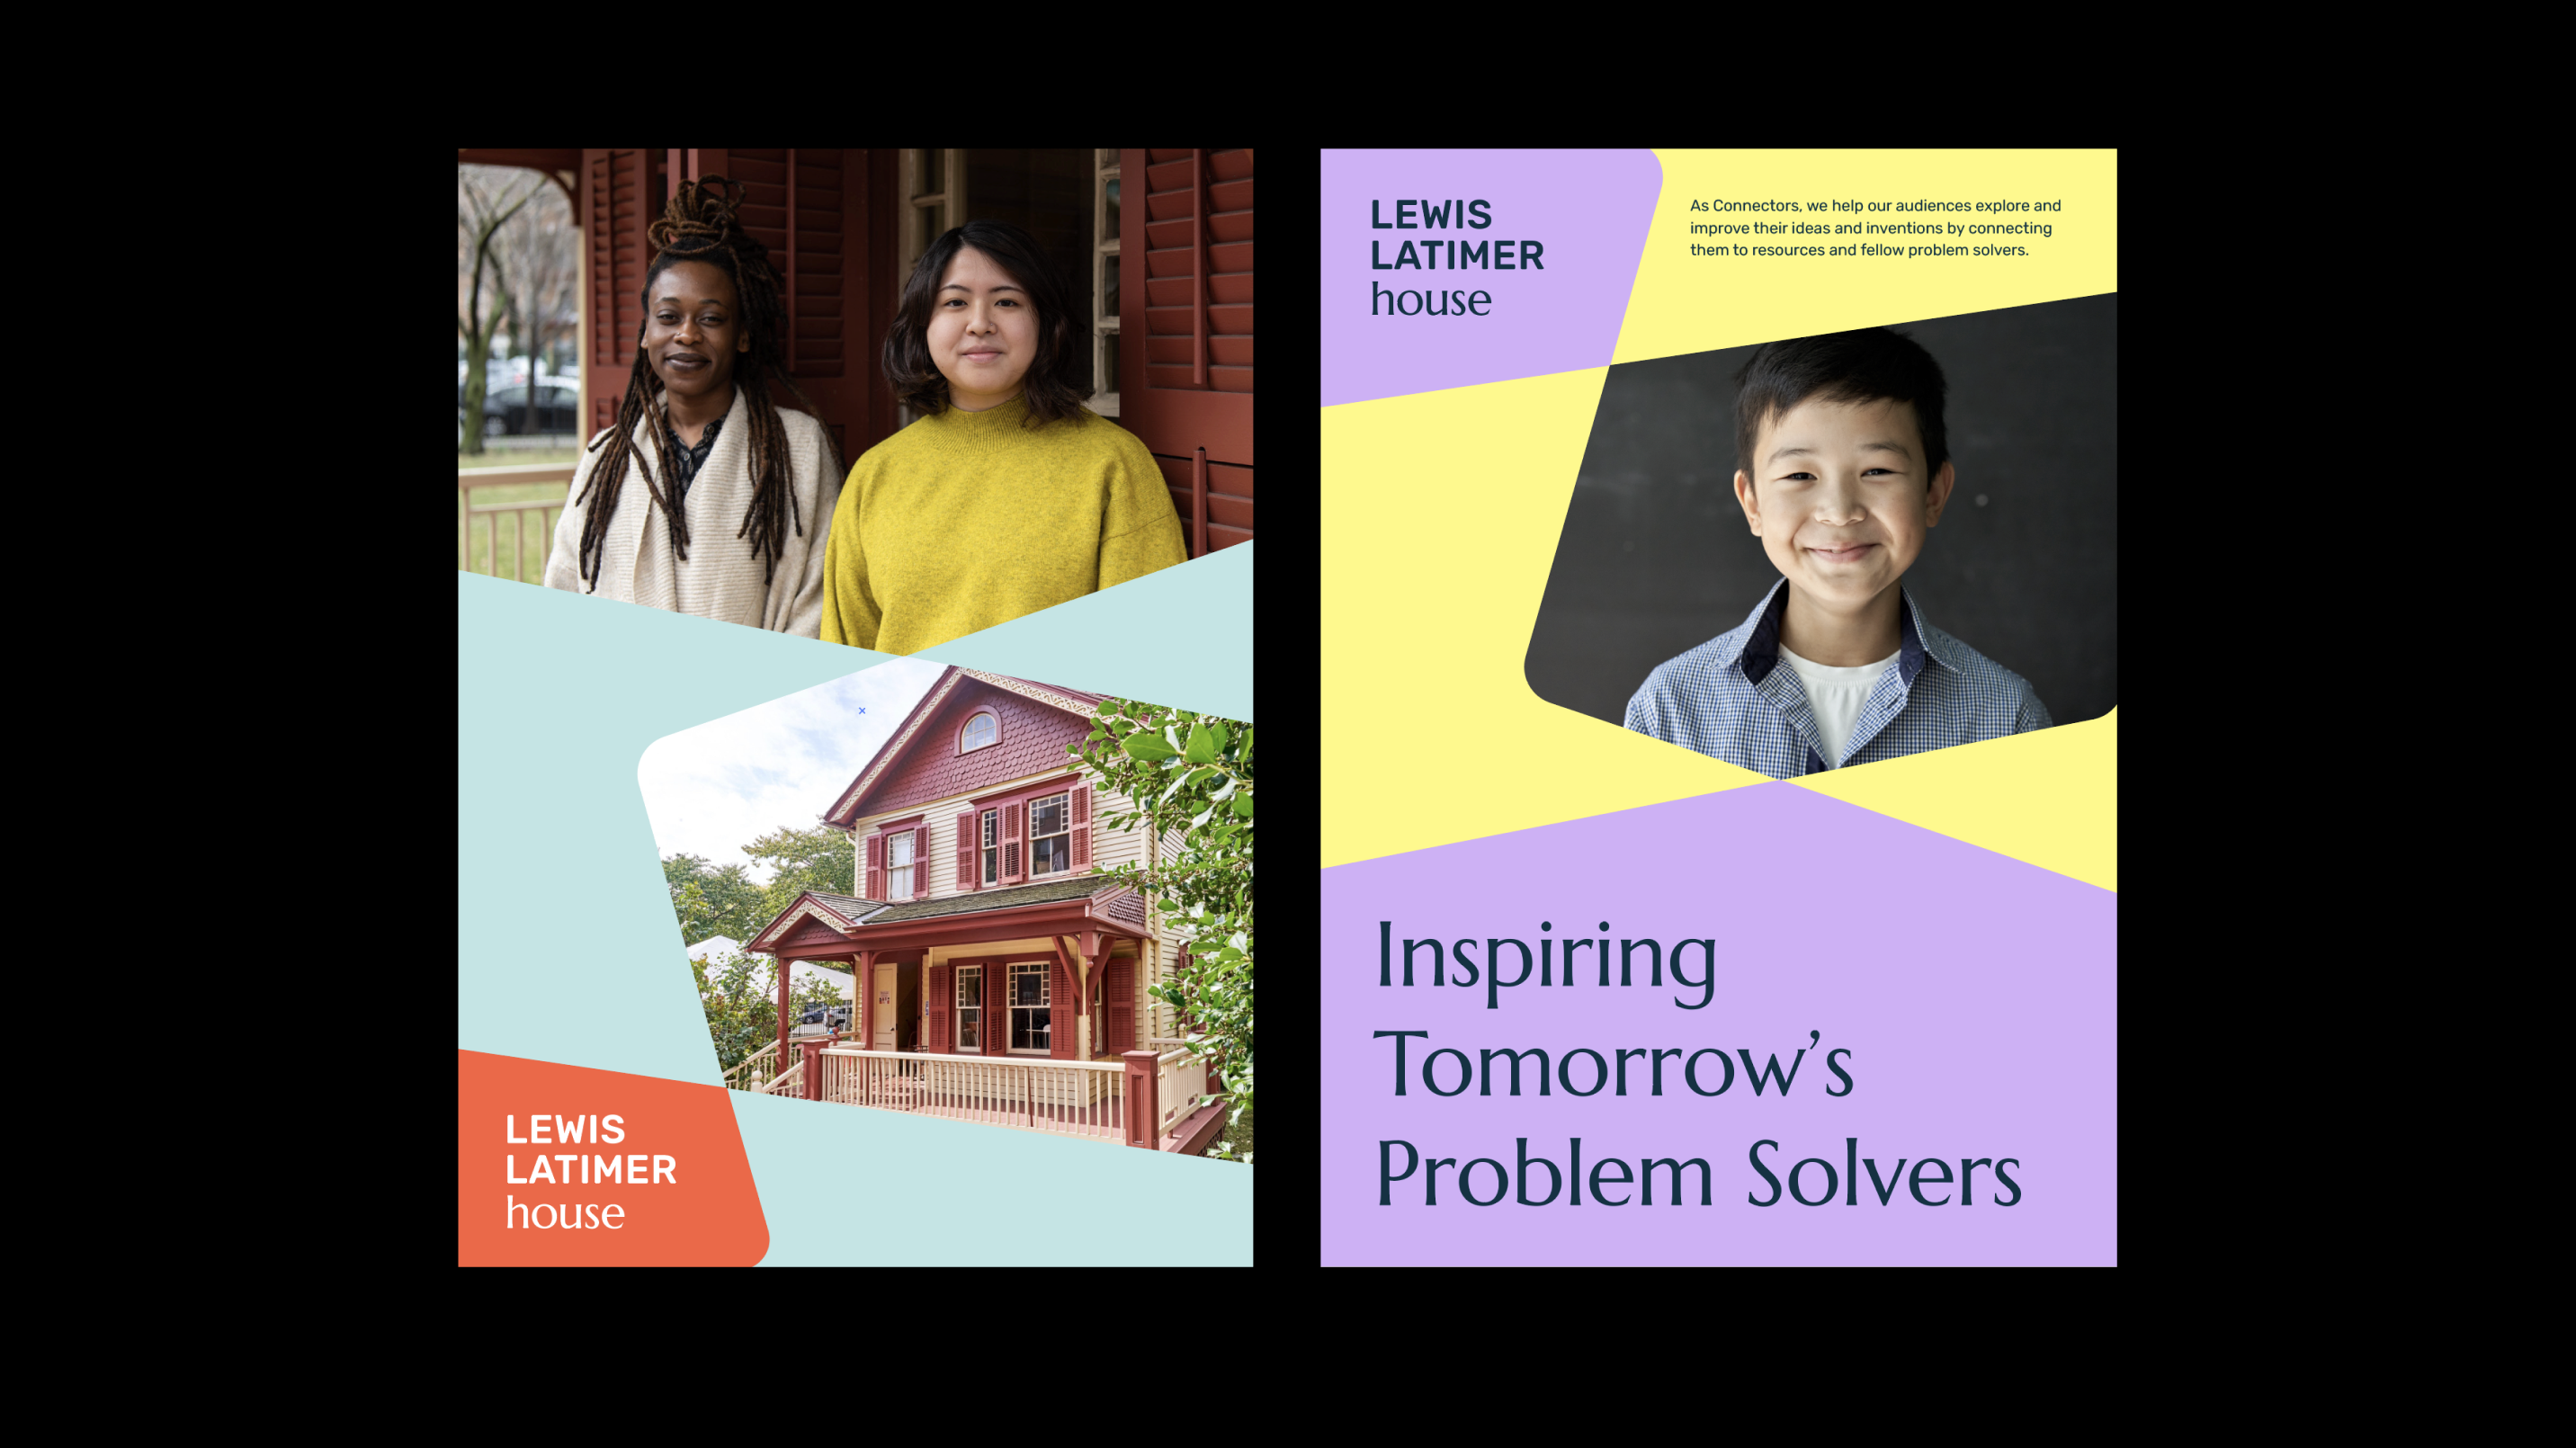 LEWIS
LATIMER
house
LEWIS
LATIMER
house
As Connectors, we help our audiences explore and
improve their ideas and inventions by connecting
them to resources and fellow problem solvers.
Inspiring
Tomorrow’s
Problem Solvers